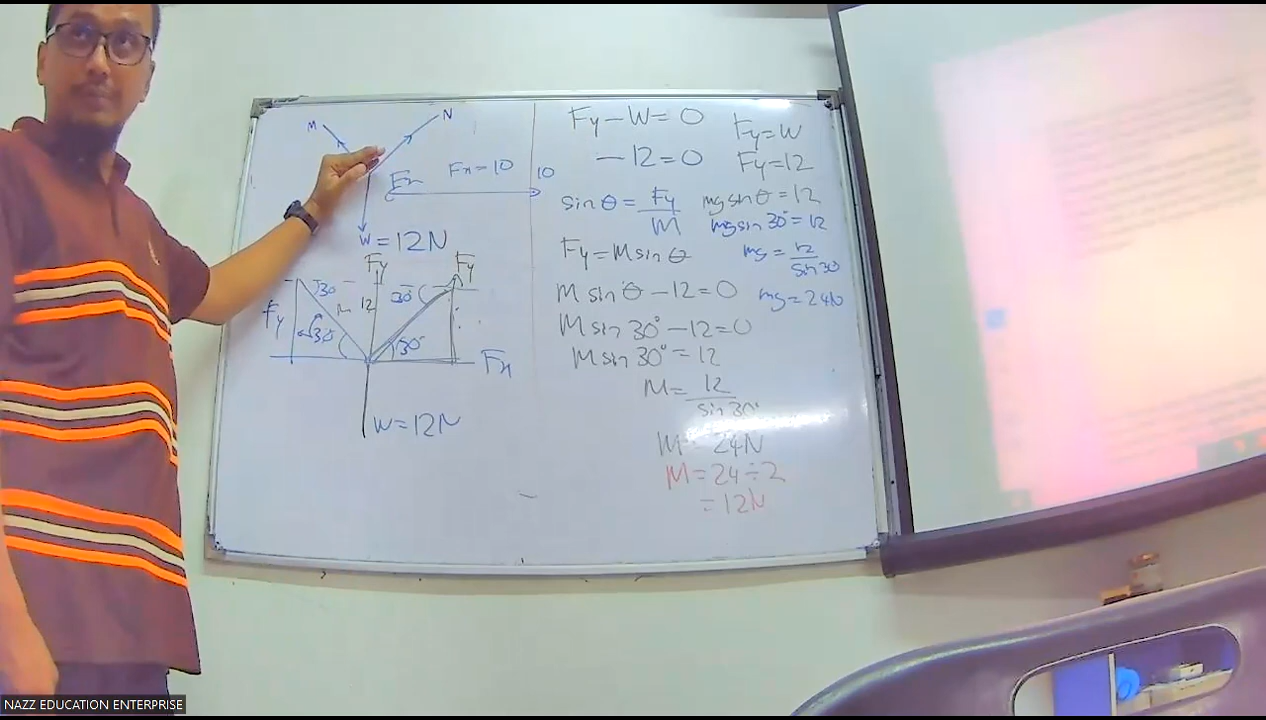 M
N
Fx
Fx = 10
10
W = 12N
Fy
Fy
30
12
30
Fy
30°
30°
Fx
W = 12N
Fy - W = 0
- 12 = 0
sin θ = Fy/M
Fy = M sin θ
M sin θ - 12 = 0
M sin 30° - 12 = 0
M sin 30° = 12
M = 12/sin 30°
M = 24N
M = 24 ÷ 2
= 12N
Fy = W
Fy = 12
mg sin θ = 12
mg sin 30° = 12
mg = 12/sin 30
mg = 24N
NAZZ EDUCATION ENTERPRISE